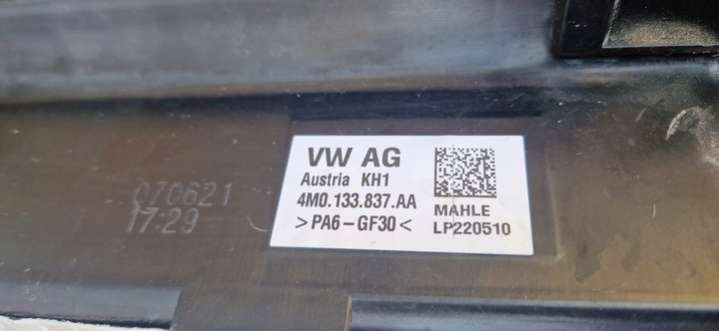 070621
17:29
VW AG
Austria KH1
4M0.133.837.AA
>PA6-GF30<
MAHLE
LP220510